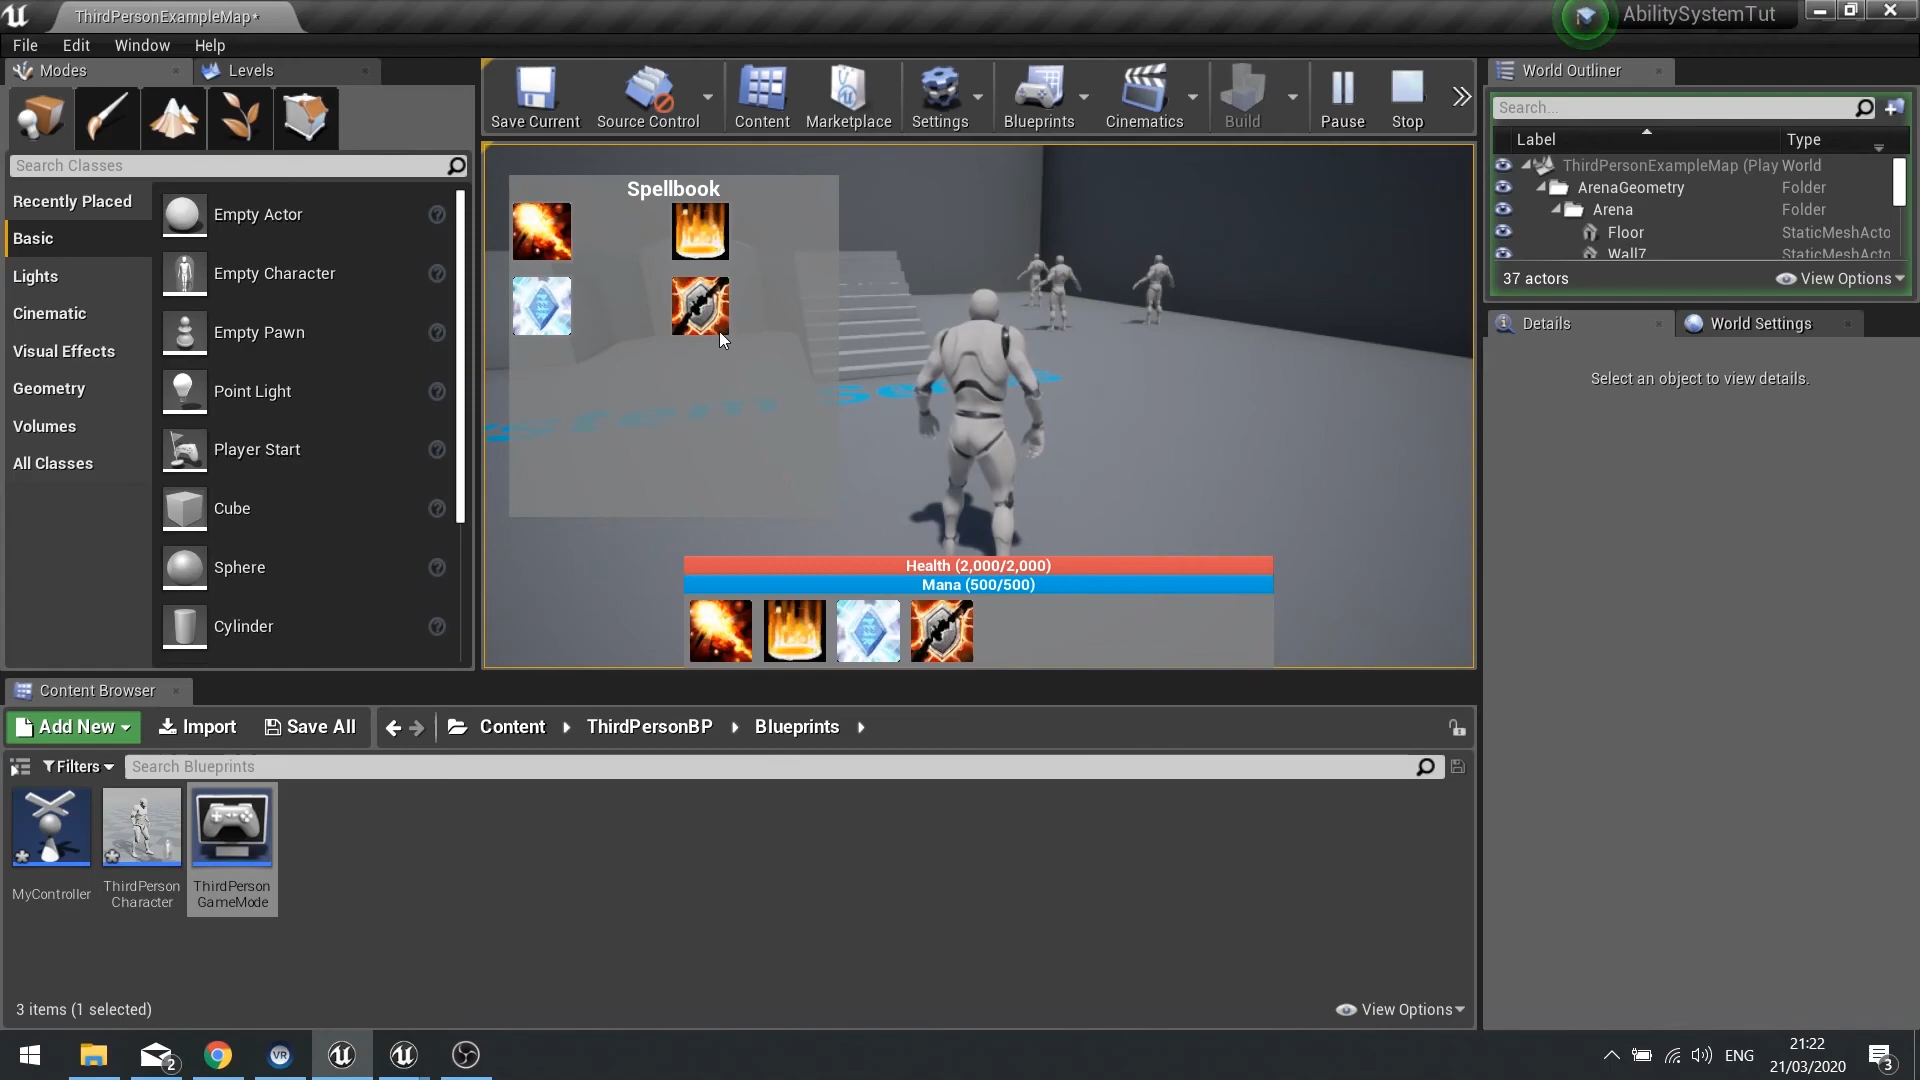 ThirdPersonExampleMap*
AbilitySystemTut
File Edit Window Help
Modes
Levels
Save Current
Source Control
Content
Marketplace
Settings
Blueprints
Cinematics
Build
Pause
Stop
World Outliner
Search...
Label
Type
ThirdPersonExampleMap (Play World
ArenaGeometry Folder
Arena Folder
Floor StaticMeshActo
Wall7 StaticMeshActo
37 actors
View Options
Details
World Settings
Select an object to view details.
Search Classes
Recently Placed
Basic
Lights
Cinematic
Visual Effects
Geometry
Volumes
All Classes
Empty Actor
Empty Character
Empty Pawn
Point Light
Player Start
Cube
Sphere
Cylinder
Spellbook
Health (2,000/2,000)
Mana (500/500)
Content Browser
Add New
Import
Save All
Content
ThirdPersonBP
Blueprints
Filters
Search Blueprints
MyController
ThirdPerson
Character
ThirdPerson
GameMode
3 items (1 selected)
View Options
2
VR
ENG
21:22
21/03/2020
3